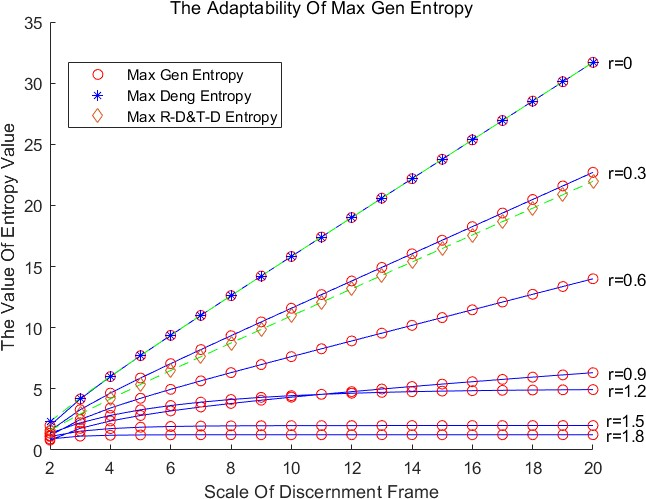 The Adaptability Of Max Gen Entropy
35
30
25
20
15
10
5
0
The Value Of Entropy Value
Max Gen Entropy
Max Deng Entropy
Max R-D&T-D Entropy
r=0
r=0.3
r=0.6
r=0.9
r=1.2
r=1.5
r=1.8
2 4 6 8 10 12 14 16 18 20
Scale Of Discernment Frame